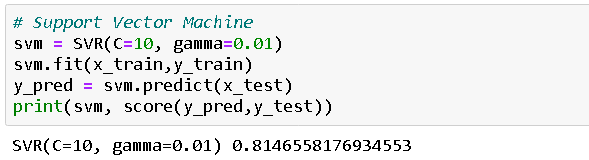 # Support Vector Machine
svm = SVR(C=10, gamma=0.01)
svm.fit(x_train,y_train)
y_pred = svm.predict(x_test)
print(svm, score(y_pred,y_test))
SVR(C=10, gamma=0.01) 0.8146558176934553